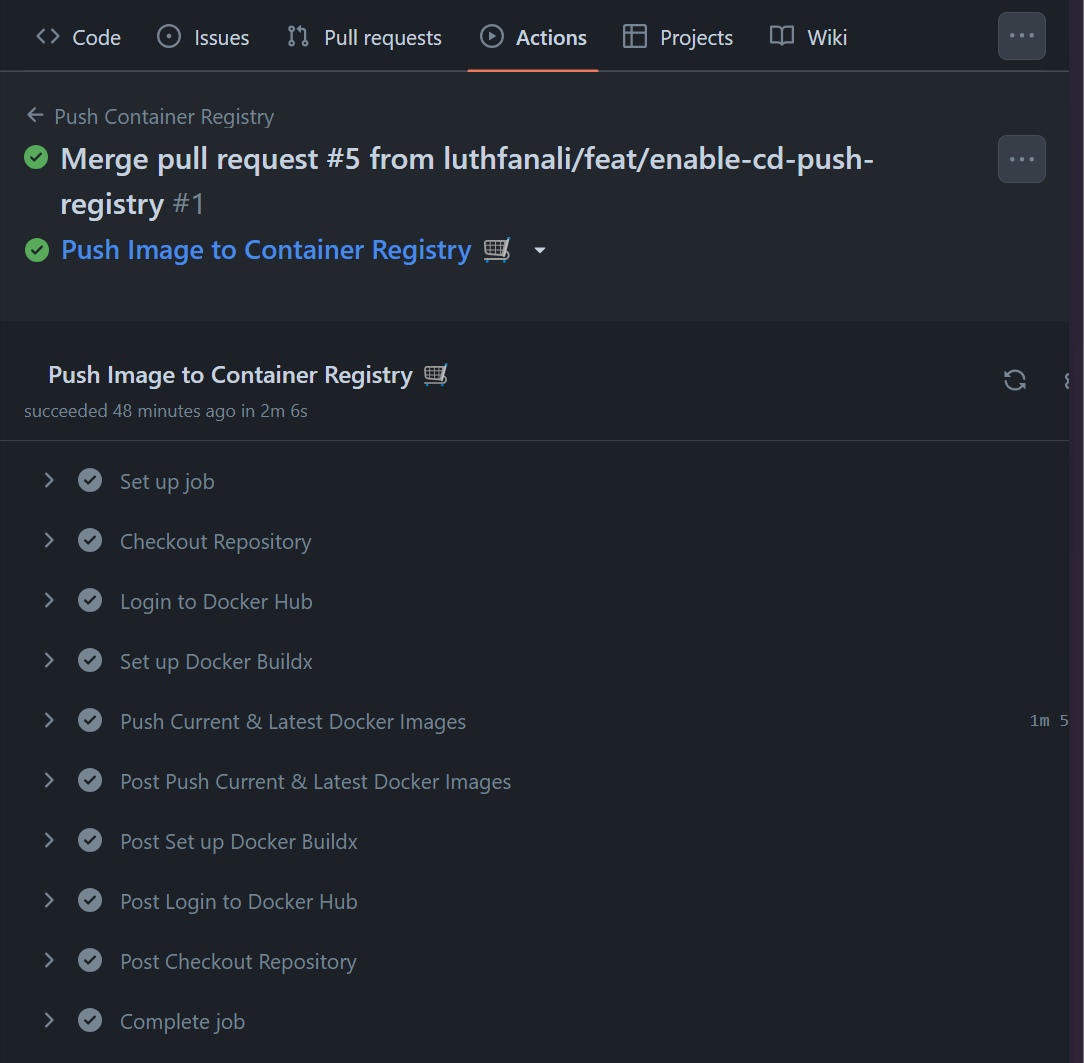 Code Issues Pull requests Actions Projects Wiki
Push Container Registry
Merge pull request #5 from luthfanali/feat/enable-cd-push-
registry #1
Push Image to Container Registry
Push Image to Container Registry
succeeded 48 minutes ago in 2m 6s
Set up job
Checkout Repository
Login to Docker Hub
Set up Docker Buildx
Push Current & Latest Docker Images 1m 5
Post Push Current & Latest Docker Images
Post Set up Docker Buildx
Post Login to Docker Hub
Post Checkout Repository
Complete job